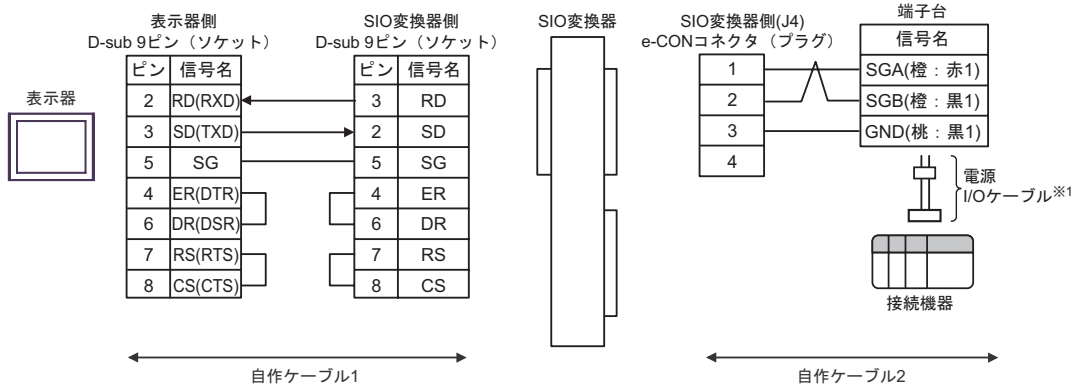 表示器
表示器側
D-sub 9ピン（ソケット）
ピン 信号名
2 RD(RXD)
3 SD(TXD)
5 SG
4 ER(DTR)
6 DR(DSR)
7 RS(RTS)
8 CS(CTS)
SIO変換器側
D-sub 9ピン（ソケット）
ピン 信号名
3 RD
2 SD
5 SG
4 ER
6 DR
7 RS
8 CS
自作ケーブル1
SIO変換器
SIO変換器側(J4)
e-CONコネクタ（プラグ）
1
2
3
4
端子台
信号名
SGA(橙：赤1)
SGB(橙：黒1)
GND(桃：黒1)
電源
I/Oケーブル※1
接続機器
自作ケーブル2